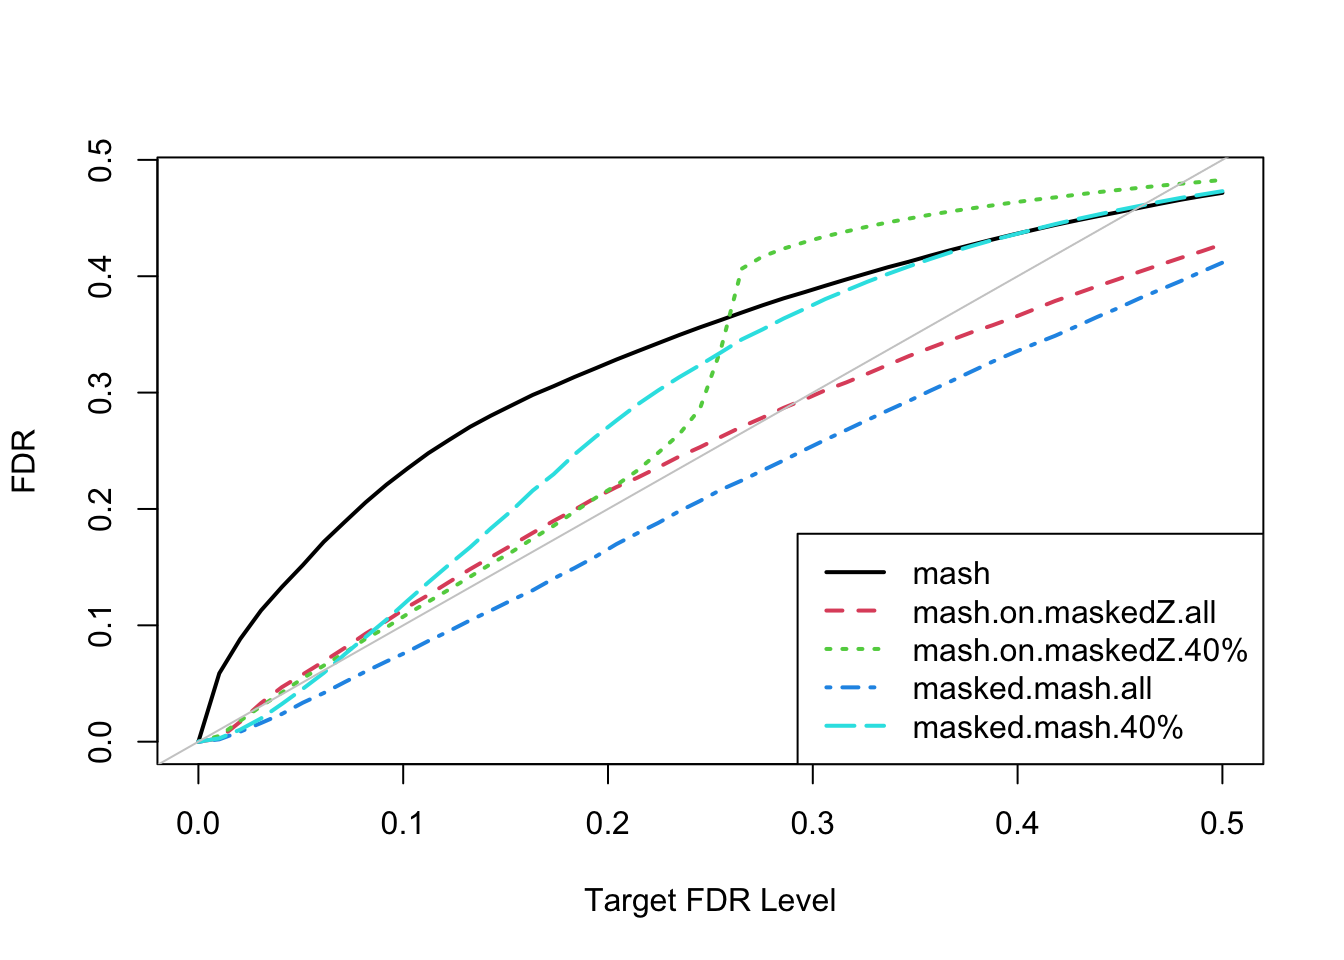 FDR
0.5
0.4
0.3
0.2
0.1
0.0
mash
mash.on.maskedZ.all
mash.on.maskedZ.40%
masked.mash.all
masked.mash.40%
0.0 0.1 0.2 0.3 0.4 0.5
Target FDR Level